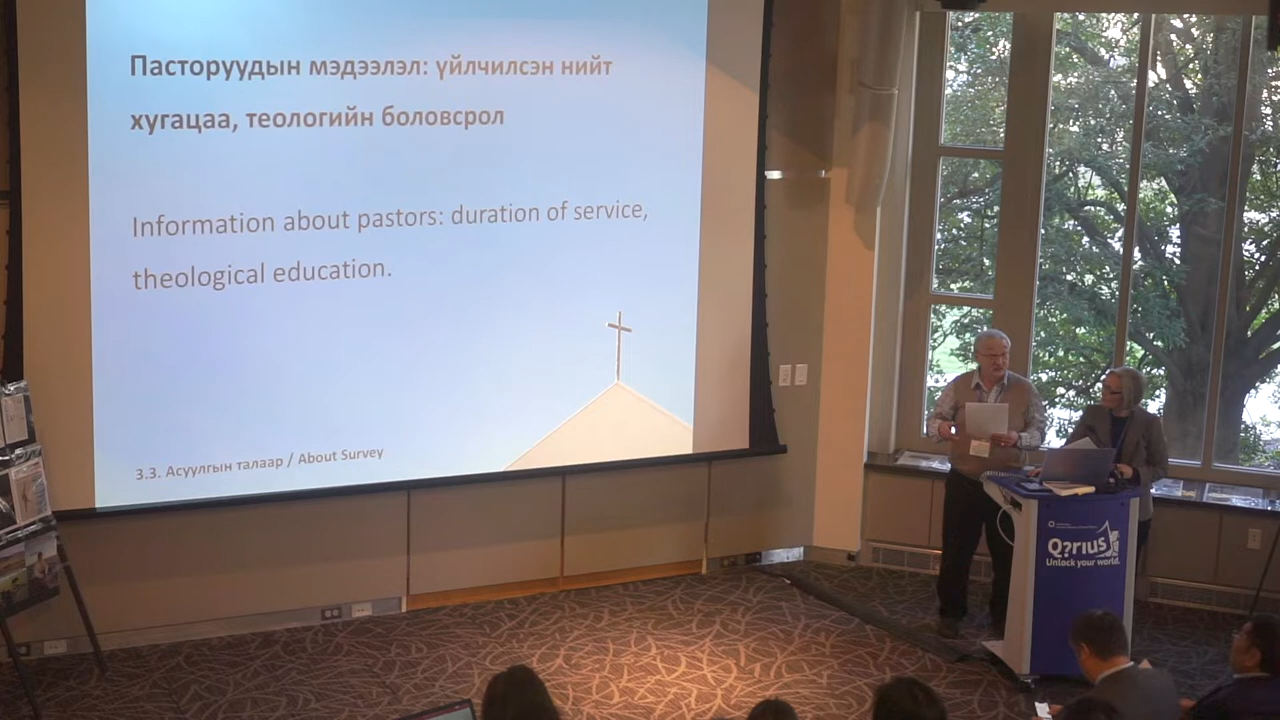 Пасторуудын мэдээлэл: үйлчилсэн нийт
хугацаа, теологийн боловсрол
Information about pastors: duration of service,
theological education.
3.3. Асуулгын талаар / About Survey
Q?rius
Unlock your world.